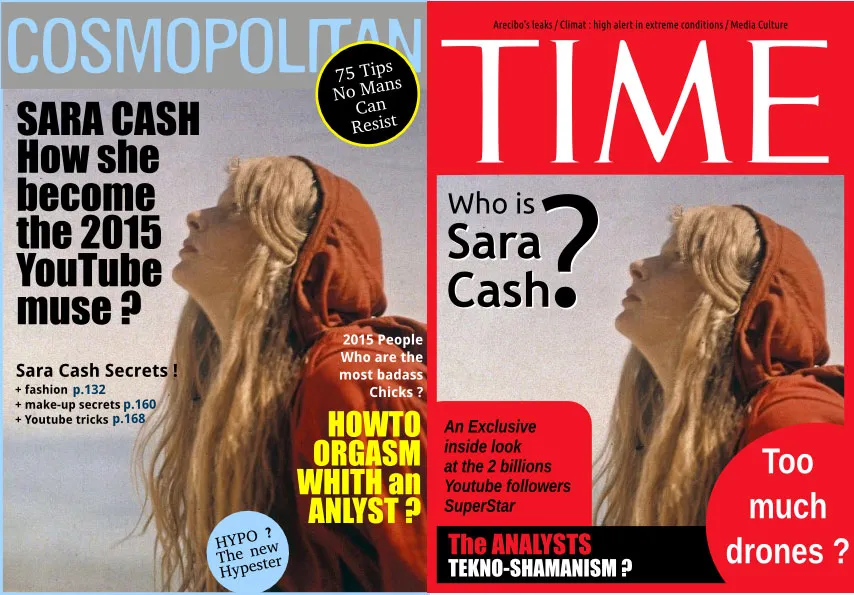 COSMOPOLITAN
75 Tips
No Mans
Can
Resist
SARA CASH
How she
become
the 2015
YouTube
muse ?
Sara Cash Secrets !
+ fashion p.132
+ make-up secrets p.160
+ Youtube tricks p.168
2015 People
Who are the
most badass
Chicks ?
HOWTO
ORGASM
WHITH an
ANLYST ?
HYPO ?
The new
Hypester
Arecibo's leaks / Climat : high alert in extreme conditions / Media Culture
TIME
Who is
Sara
Cash?
An Exclusive
inside look
at the 2 billions
Youtube followers
SuperStar
Too
much
drones ?
The ANALYSTS
TEKNO-SHAMANISM ?